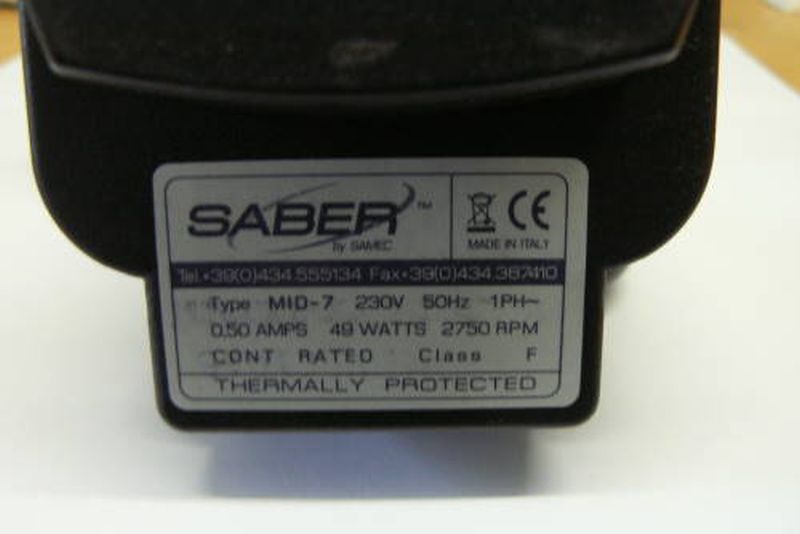 SABER™
by SAMEC
CE
MADE IN ITALY
Tel.+39(0)434.555134 Fax+39(0)434.367410
Type MID-7 230V 50Hz 1PH~
0.50 AMPS 49 WATTS 2750 RPM
CONT RATED Class F
THERMALLY PROTECTED